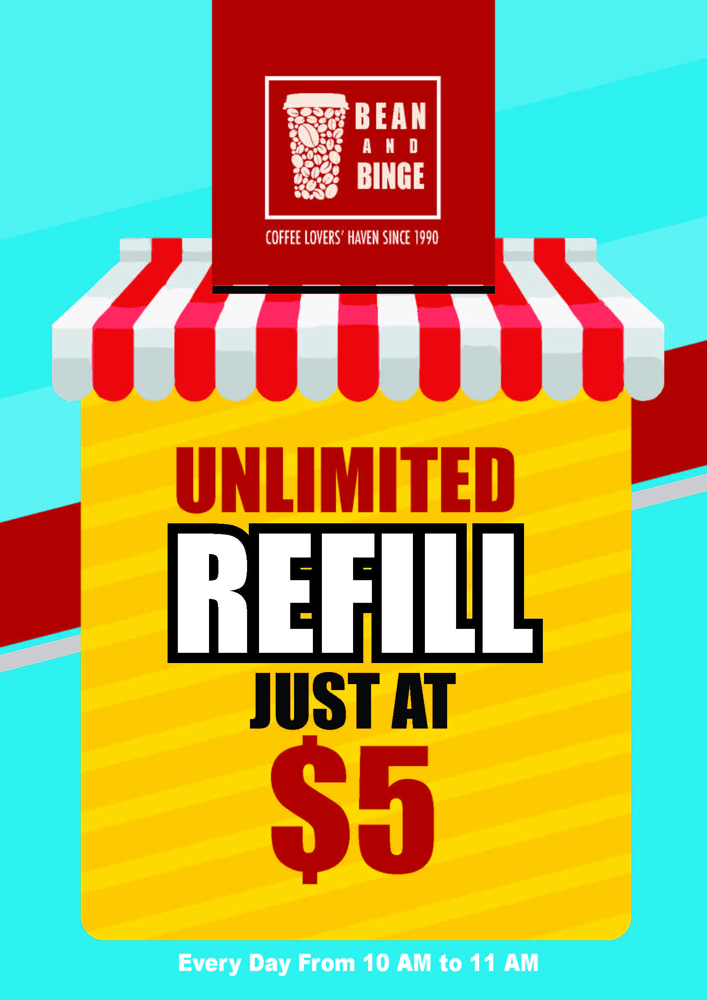 BEAN
AND
BINGE
COFFEE LOVERS' HAVEN SINCE 1990
UNLIMITED
REFILL
JUST AT
$5
Every Day From 10 AM to 11 AM